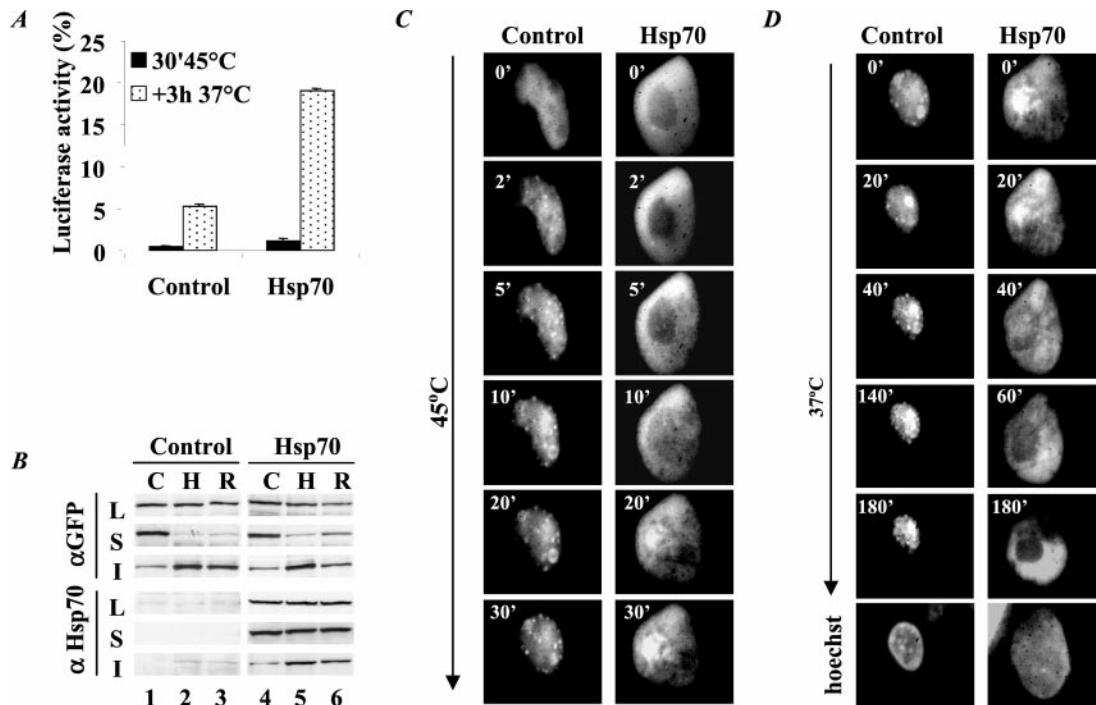 A
Luciferase activity (%)
25
20
15
10
5
0
30'45°C
+3h 37°C
Control Hsp70
B
Control Hsp70
C H R C H R
αGFP
L
S
I
α Hsp70
L
S
I
1 2 3 4 5 6
C
Control Hsp70
45°C
0' 0'
2' 2'
5' 5'
10' 10'
20' 20'
30' 30'
D
Control Hsp70
37°C
0' 0'
20' 20'
40' 40'
140' 60'
180' 180'
hoechst